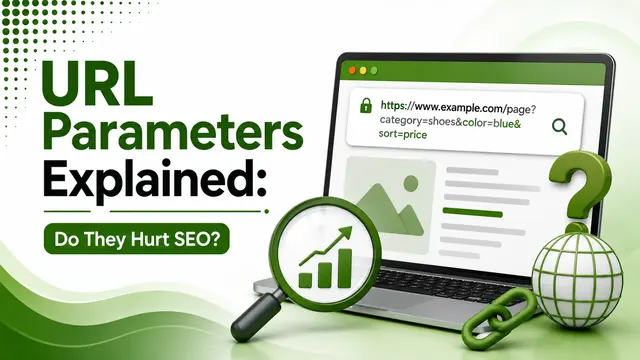 URL
Parameters
Explained:
Do They Hurt SEO?
https://www.example.com/page?
category=shoes&color=blue&
sort=price